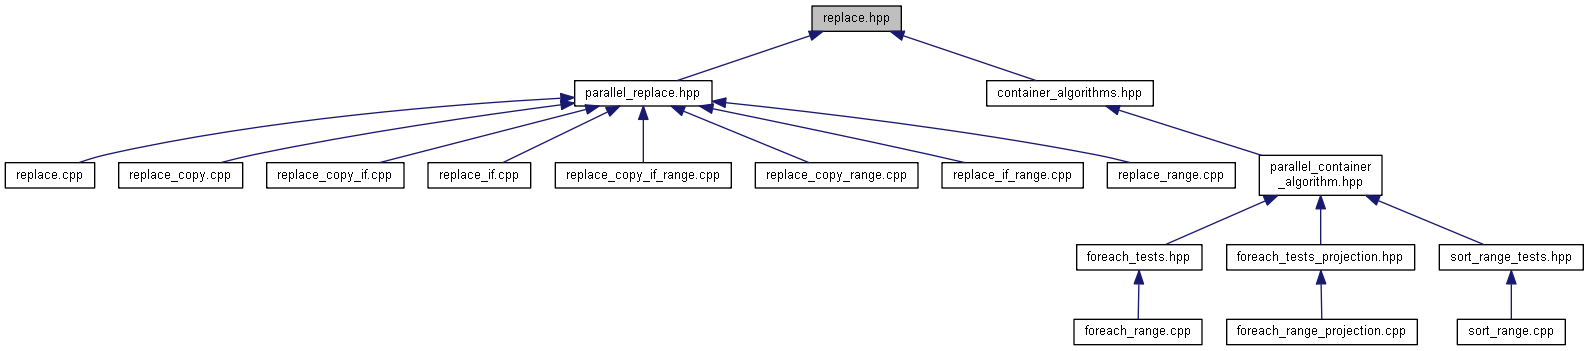 replace.hpp
parallel_replace.hpp
container_algorithms.hpp
replace.cpp
replace_copy.cpp
replace_copy_if.cpp
replace_if.cpp
replace_copy_if_range.cpp
replace_copy_range.cpp
replace_if_range.cpp
replace_range.cpp
parallel_container
_algorithm.hpp
foreach_tests.hpp
foreach_tests_projection.hpp
sort_range_tests.hpp
foreach_range.cpp
foreach_range_projection.cpp
sort_range.cpp